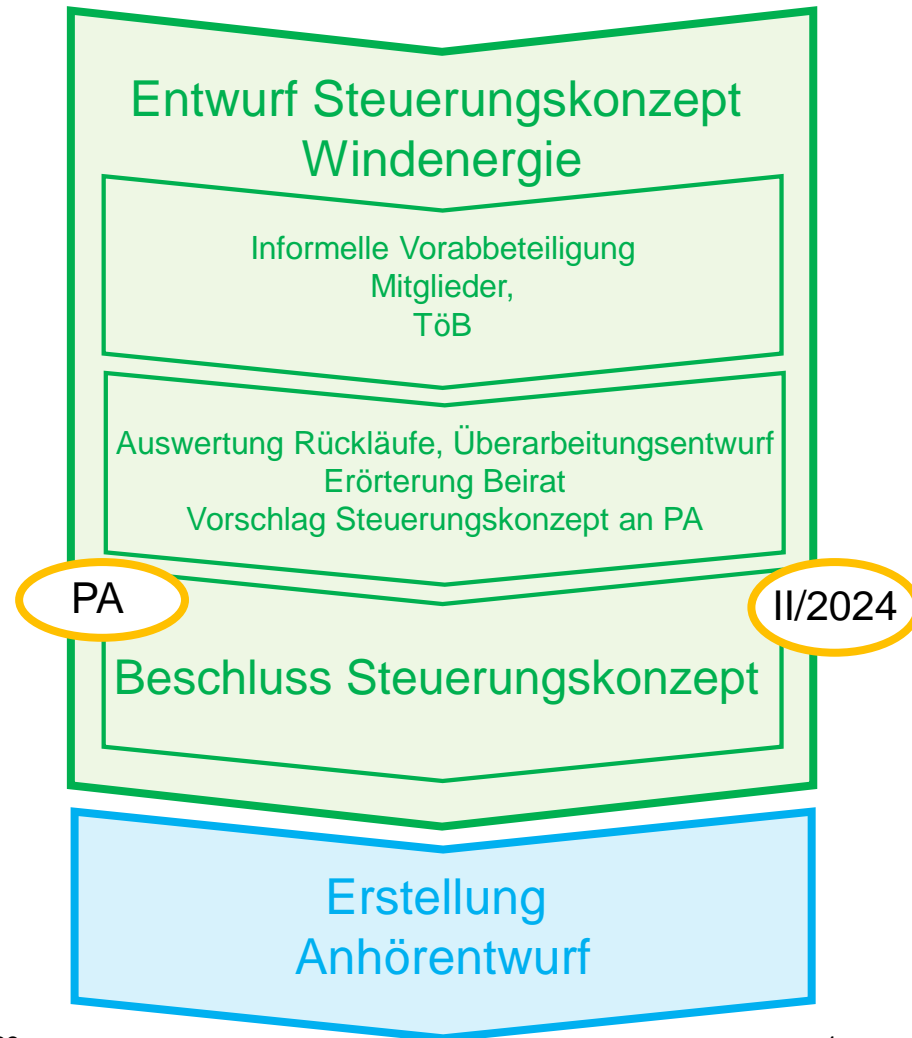 Entwurf Steuerungskonzept
Windenergie
Informelle Vorabbeteiligung
Mitglieder,
TöB
Auswertung Rückläufe, Überarbeitungsentwurf
Erörterung Beirat
Vorschlag Steuerungskonzept an PA
PA
II/2024
Beschluss Steuerungskonzept
Erstellung
Anhörentwurf